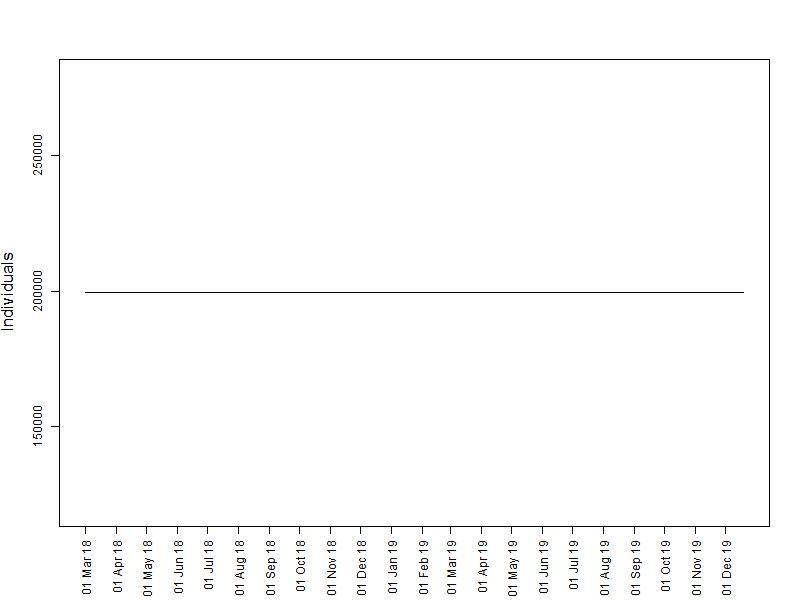 Individuals
250000
200000
150000
01 Mar 18
01 Apr 18
01 May 18
01 Jun 18
01 Jul 18
01 Aug 18
01 Sep 18
01 Oct 18
01 Nov 18
01 Dec 18
01 Jan 19
01 Feb 19
01 Mar 19
01 Apr 19
01 May 19
01 Jun 19
01 Jul 19
01 Aug 19
01 Sep 19
01 Oct 19
01 Nov 19
01 Dec 19